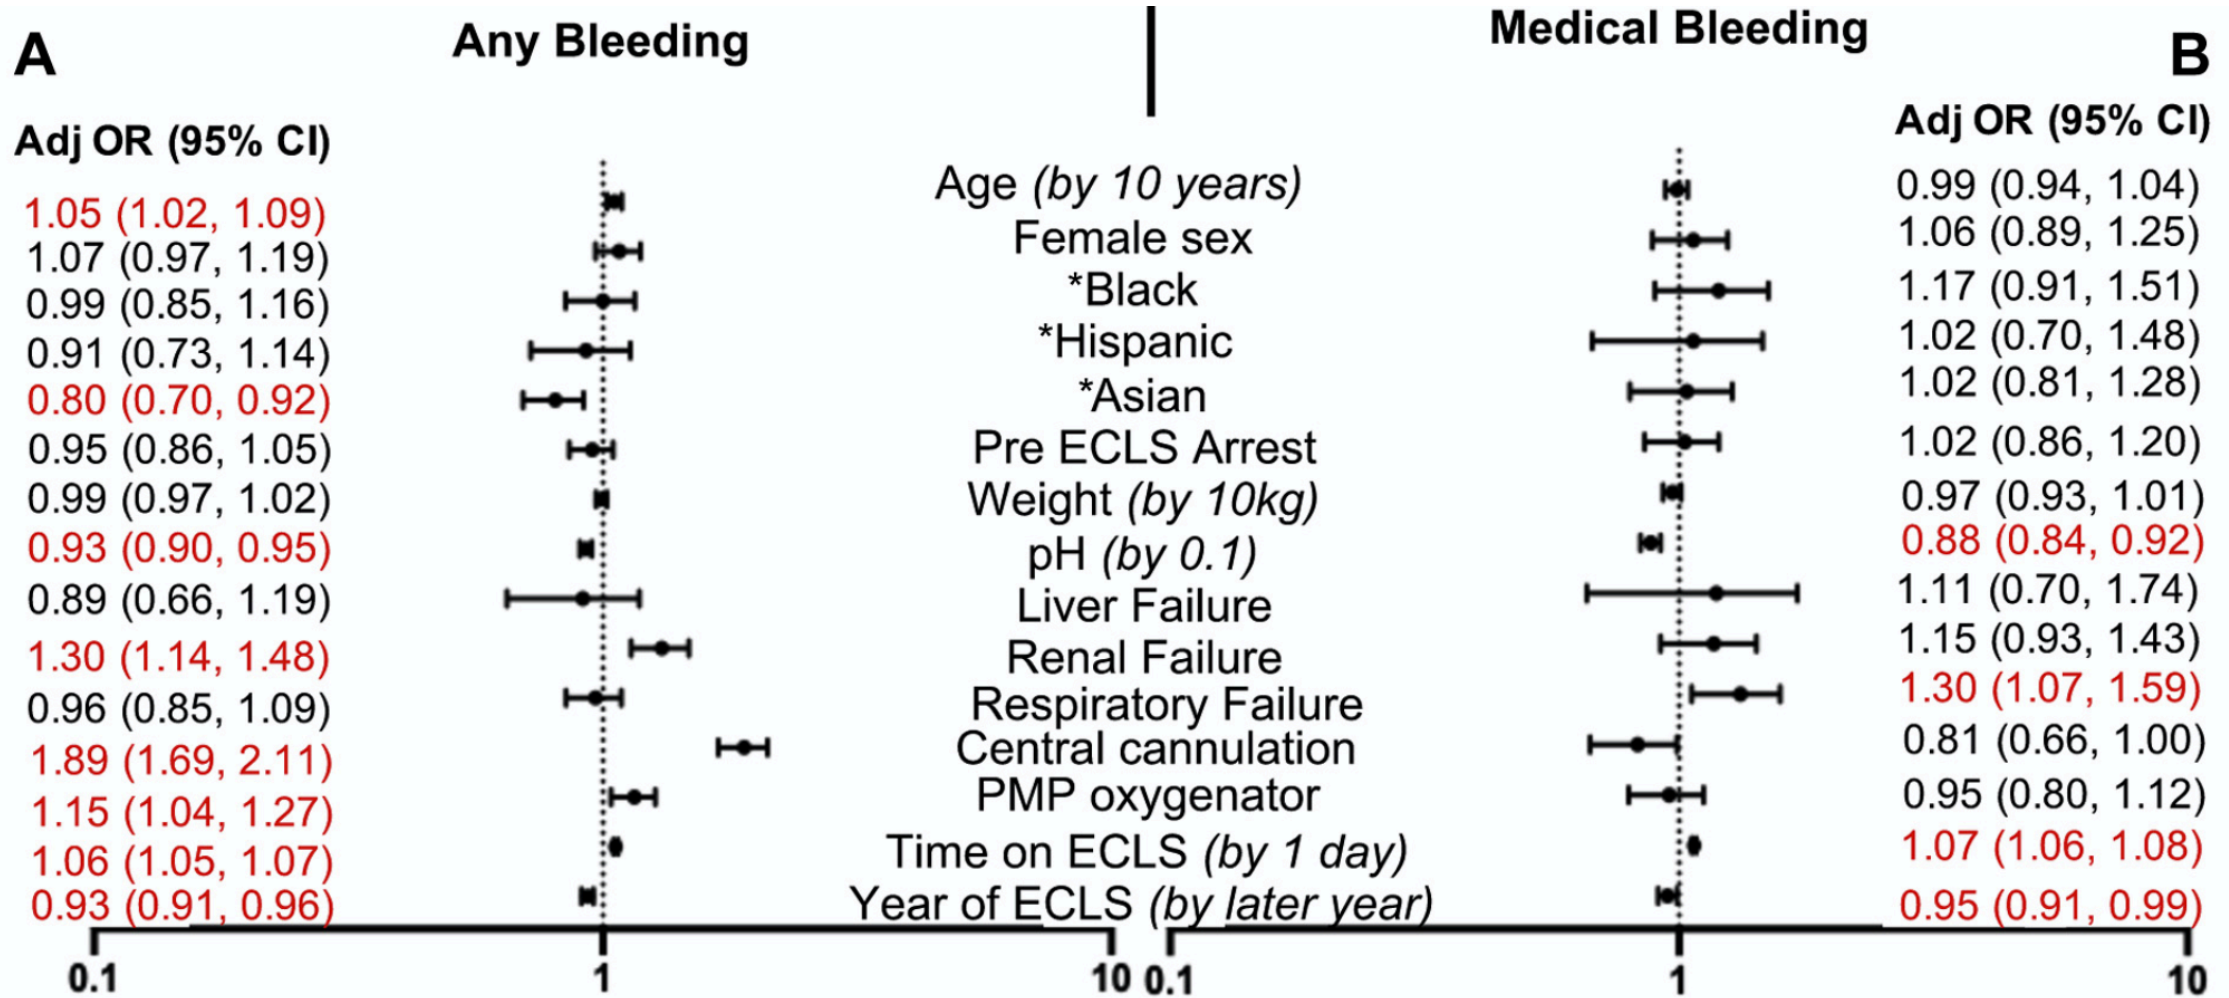 A
Any Bleeding
Medical Bleeding
B
Adj OR (95% CI)
Adj OR (95% CI)
1.05 (1.02, 1.09)
Age (by 10 years)
0.99 (0.94, 1.04)
1.07 (0.97, 1.19)
Female sex
1.06 (0.89, 1.25)
0.99 (0.85, 1.16)
*Black
1.17 (0.91, 1.51)
0.91 (0.73, 1.14)
*Hispanic
1.02 (0.70, 1.48)
0.80 (0.70, 0.92)
*Asian
1.02 (0.81, 1.28)
0.95 (0.86, 1.05)
Pre ECLS Arrest
1.02 (0.86, 1.20)
0.99 (0.97, 1.02)
Weight (by 10kg)
0.97 (0.93, 1.01)
0.93 (0.90, 0.95)
pH (by 0.1)
0.88 (0.84, 0.92)
0.89 (0.66, 1.19)
Liver Failure
1.11 (0.70, 1.74)
1.30 (1.14, 1.48)
Renal Failure
1.15 (0.93, 1.43)
0.96 (0.85, 1.09)
Respiratory Failure
1.30 (1.07, 1.59)
1.89 (1.69, 2.11)
Central cannulation
0.81 (0.66, 1.00)
1.15 (1.04, 1.27)
PMP oxygenator
0.95 (0.80, 1.12)
1.06 (1.05, 1.07)
Time on ECLS (by 1 day)
1.07 (1.06, 1.08)
0.93 (0.91, 0.96)
Year of ECLS (by later year)
0.95 (0.91, 0.99)
0.1 1 10
0.1 1 10